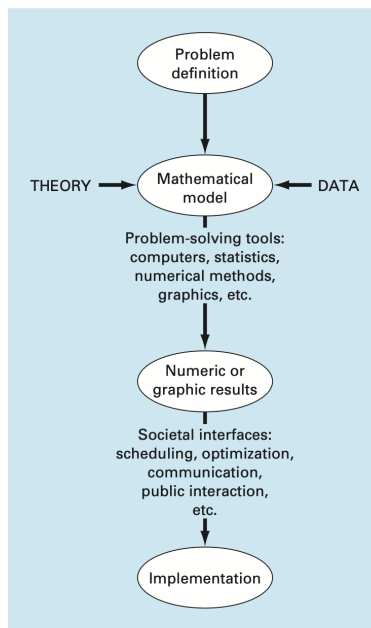 Problem
definition
THEORY
Mathematical
model
DATA
Problem-solving tools:
computers, statistics,
numerical methods,
graphics, etc.
Numeric or
graphic results
Societal interfaces:
scheduling, optimization,
communication,
public interaction,
etc.
Implementation